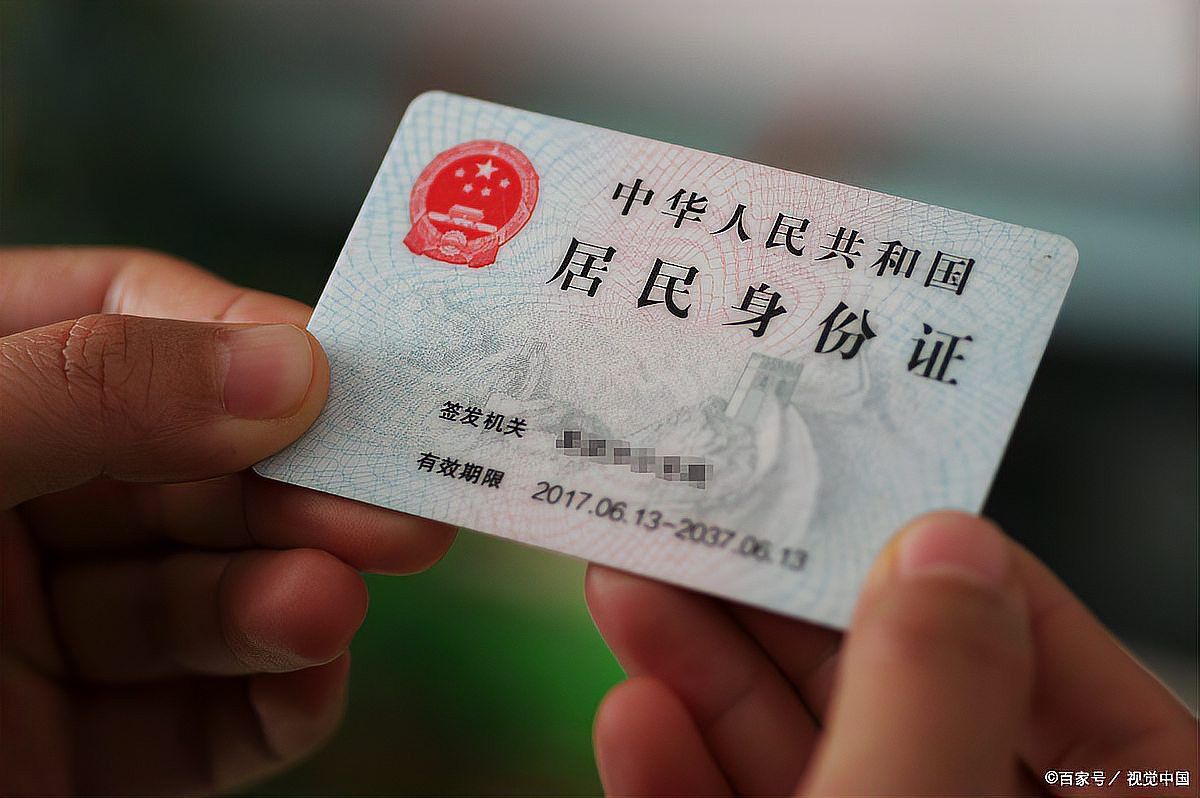 中华人民共和国
居民身份证
签发机关
有效期限 2017.06.13-2037.06.13
©百家号／视觉中国